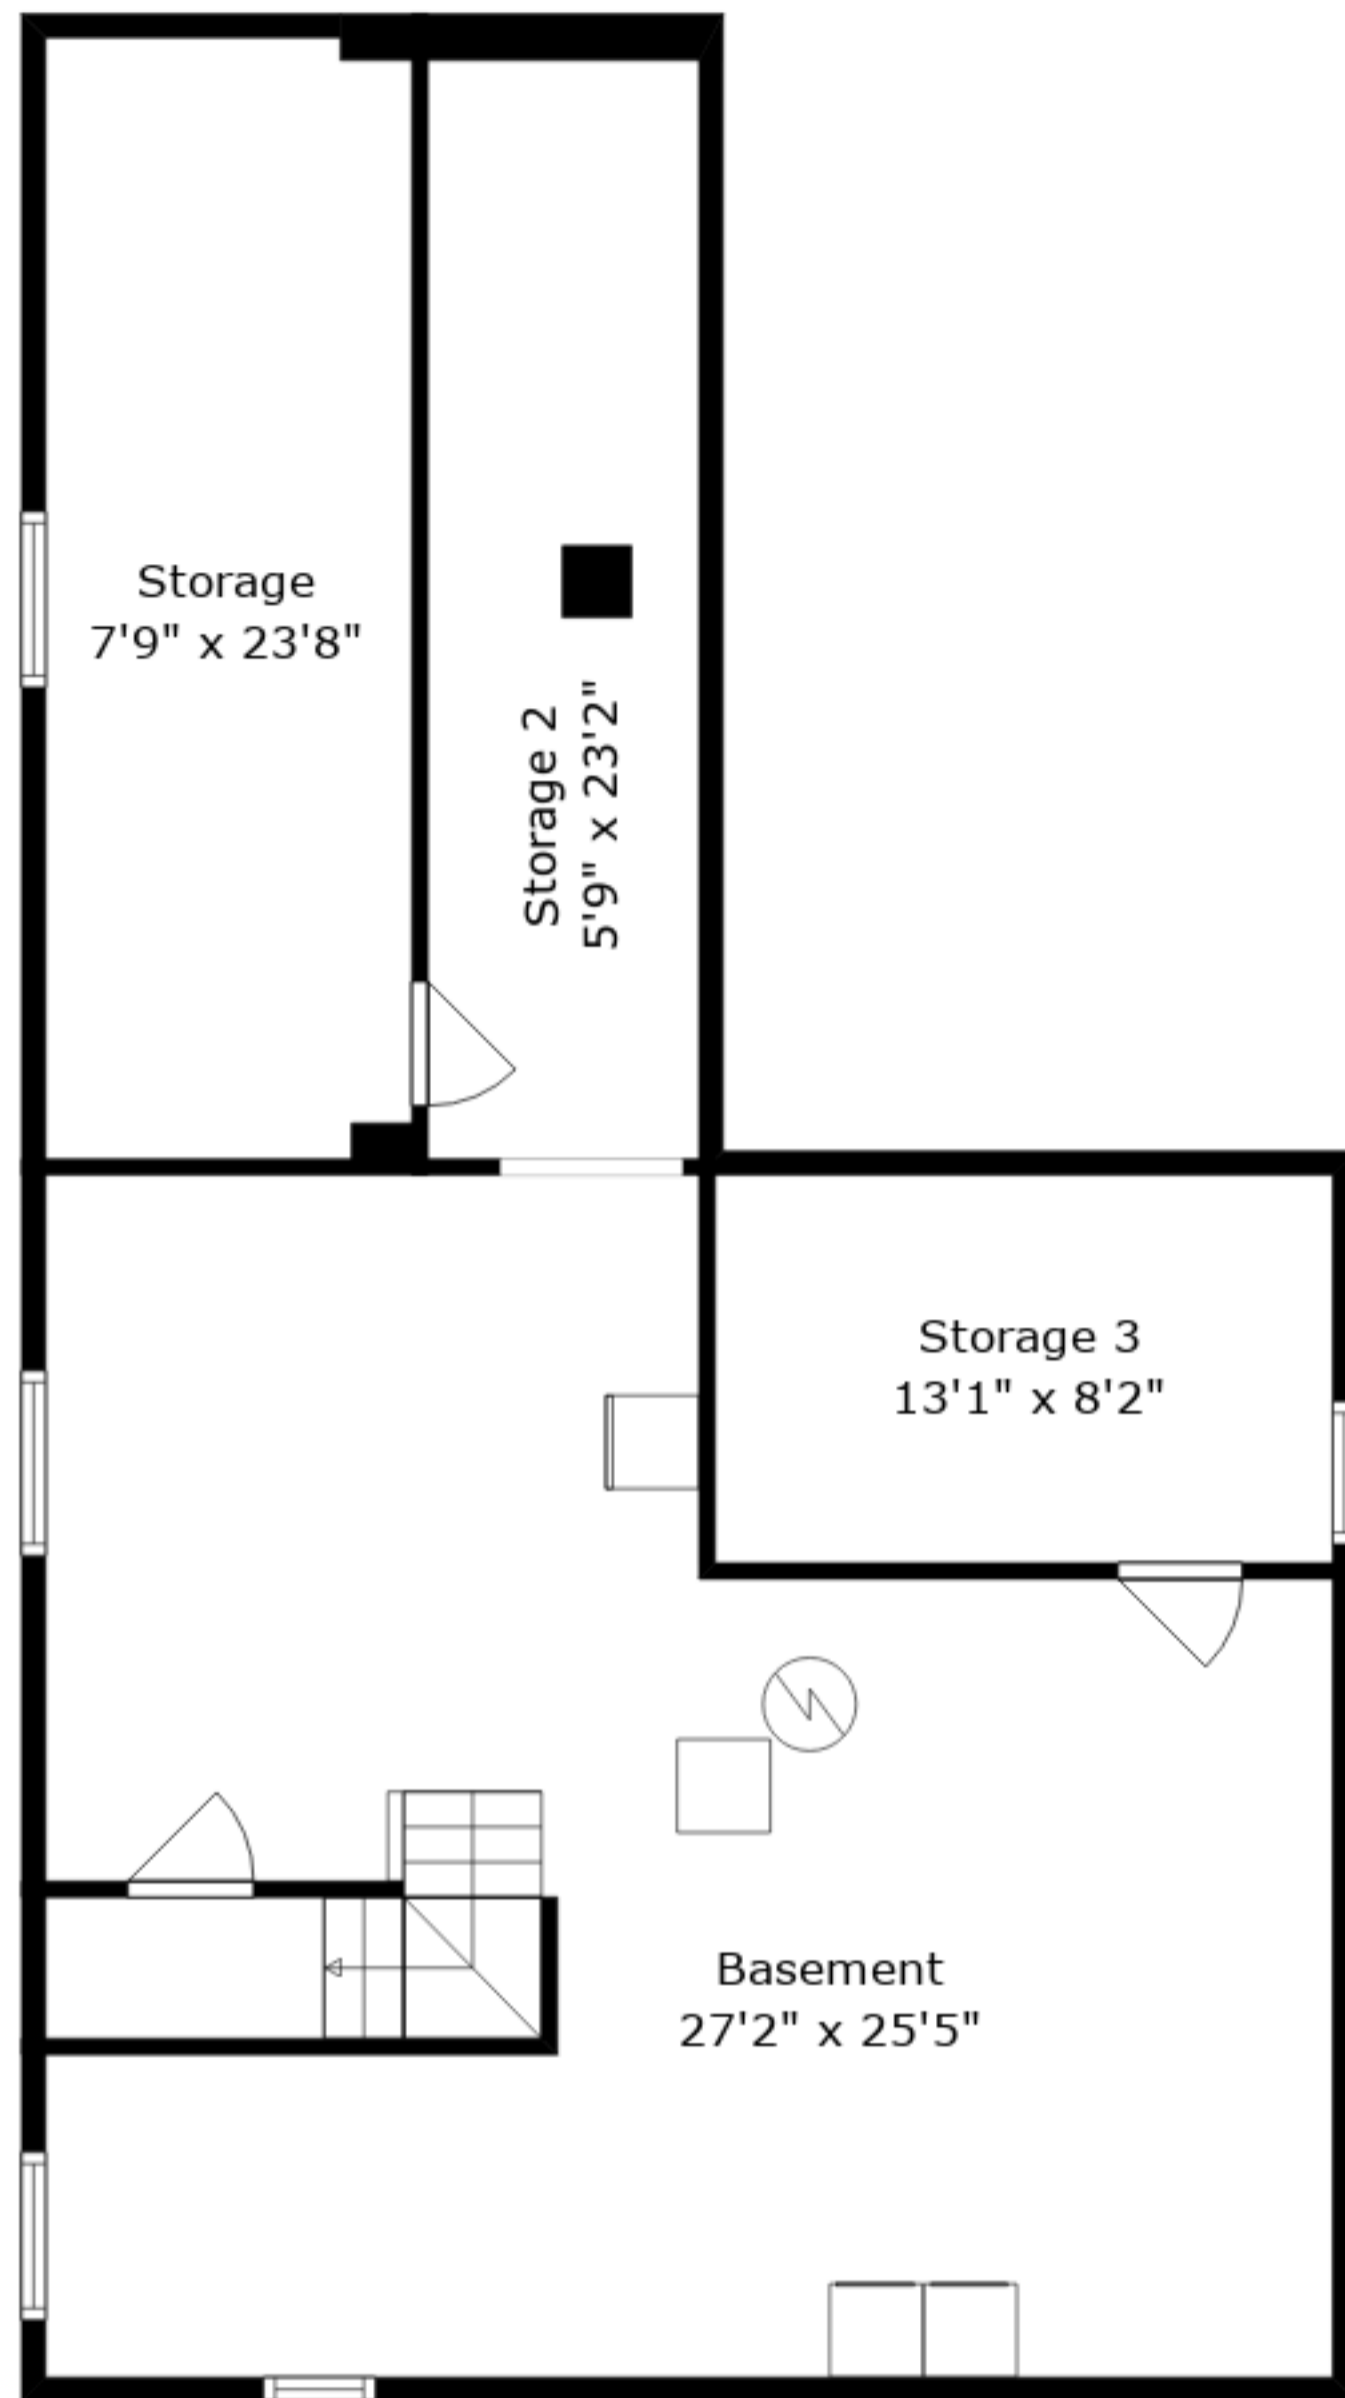 Storage
7'9" x 23'8"
Storage 2
5'9" x 23'2"
Storage 3
13'1" x 8'2"
Basement
27'2" x 25'5"